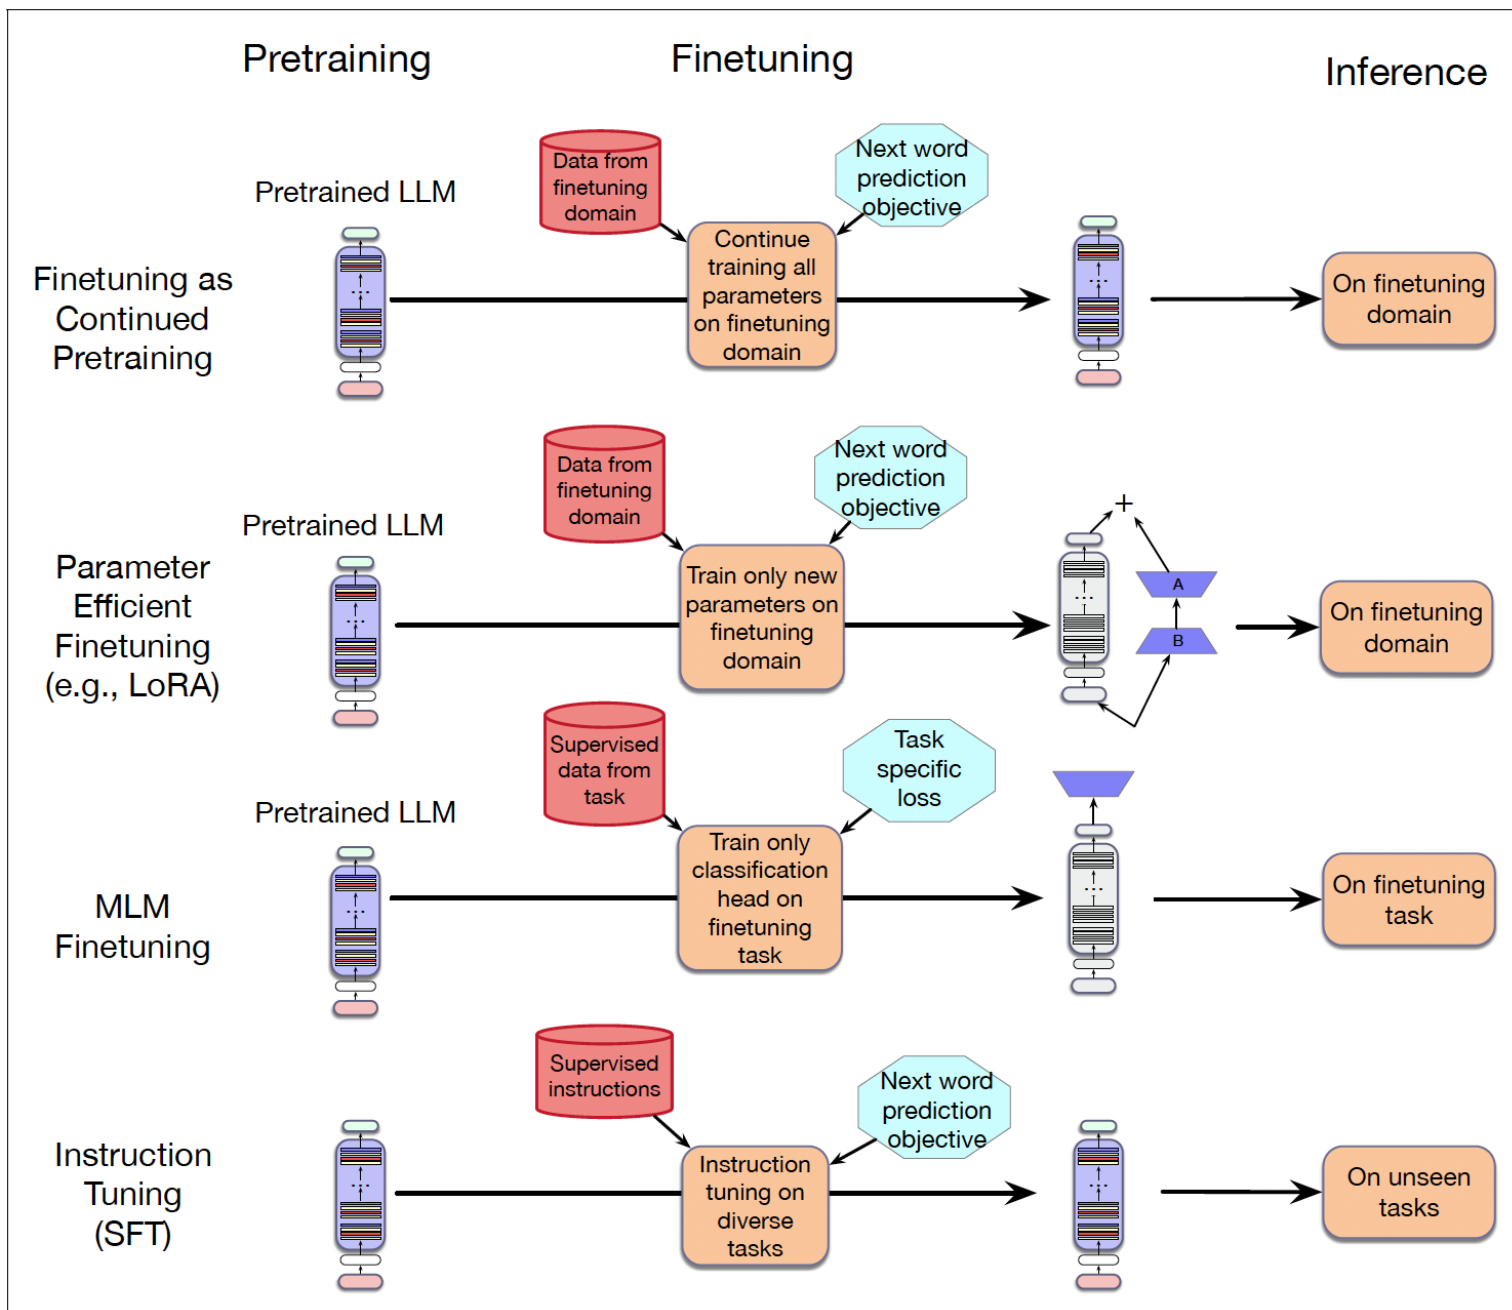 Pretraining
Finetuning
Inference
Finetuning as
Continued
Pretraining
Pretrained LLM
Data from
finetuning
domain
Next word
prediction
objective
Continue
training all
parameters
on finetuning
domain
On finetuning
domain
Parameter
Efficient
Finetuning
(e.g., LoRA)
Pretrained LLM
Data from
finetuning
domain
Next word
prediction
objective
Train only new
parameters on
finetuning
domain
+
A
B
On finetuning
domain
MLM
Finetuning
Pretrained LLM
Supervised
data from
task
Task
specific
loss
Train only
classification
head on
finetuning
task
On finetuning
task
Instruction
Tuning
(SFT)
Supervised
instructions
Next word
prediction
objective
Instruction
tuning on
diverse
tasks
On unseen
tasks